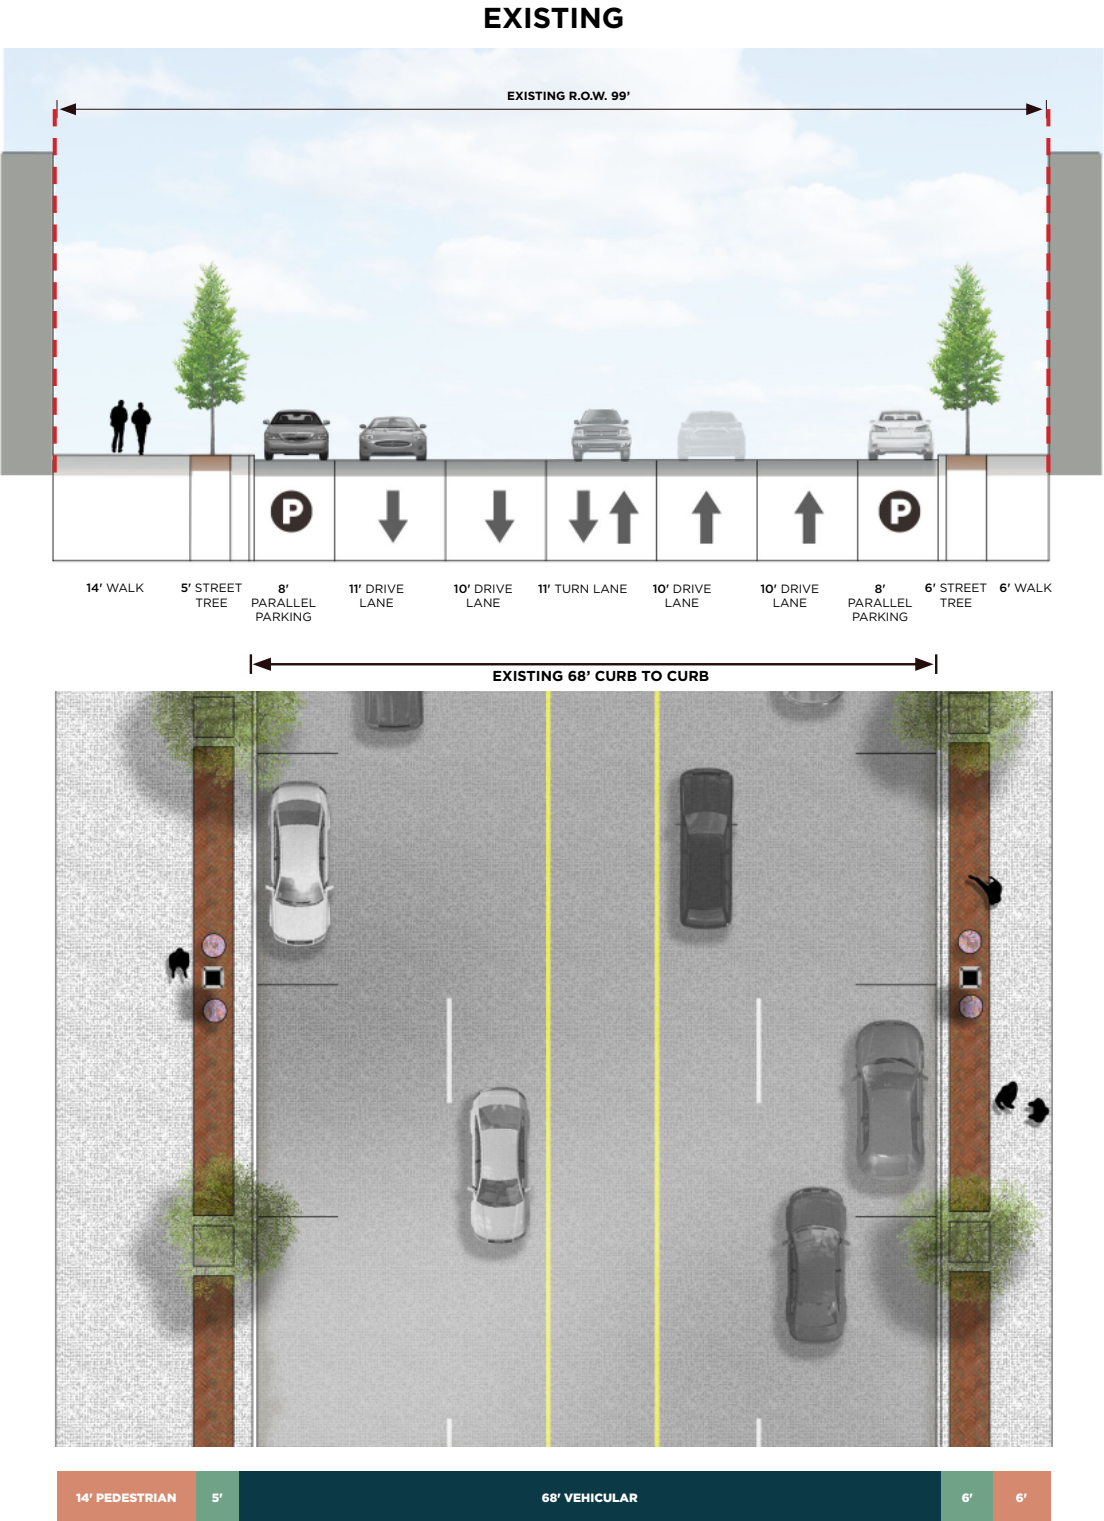 EXISTING
EXISTING R.O.W. 99’
P
P
14' WALK
5' STREET
TREE
8'
PARALLEL
PARKING
11' DRIVE
LANE
10' DRIVE
LANE
11' TURN LANE
10' DRIVE
LANE
10' DRIVE
LANE
8'
PARALLEL
PARKING
6' STREET
TREE
6' WALK
EXISTING 68’ CURB TO CURB
14' PEDESTRIAN
5'
68' VEHICULAR
6'
6'